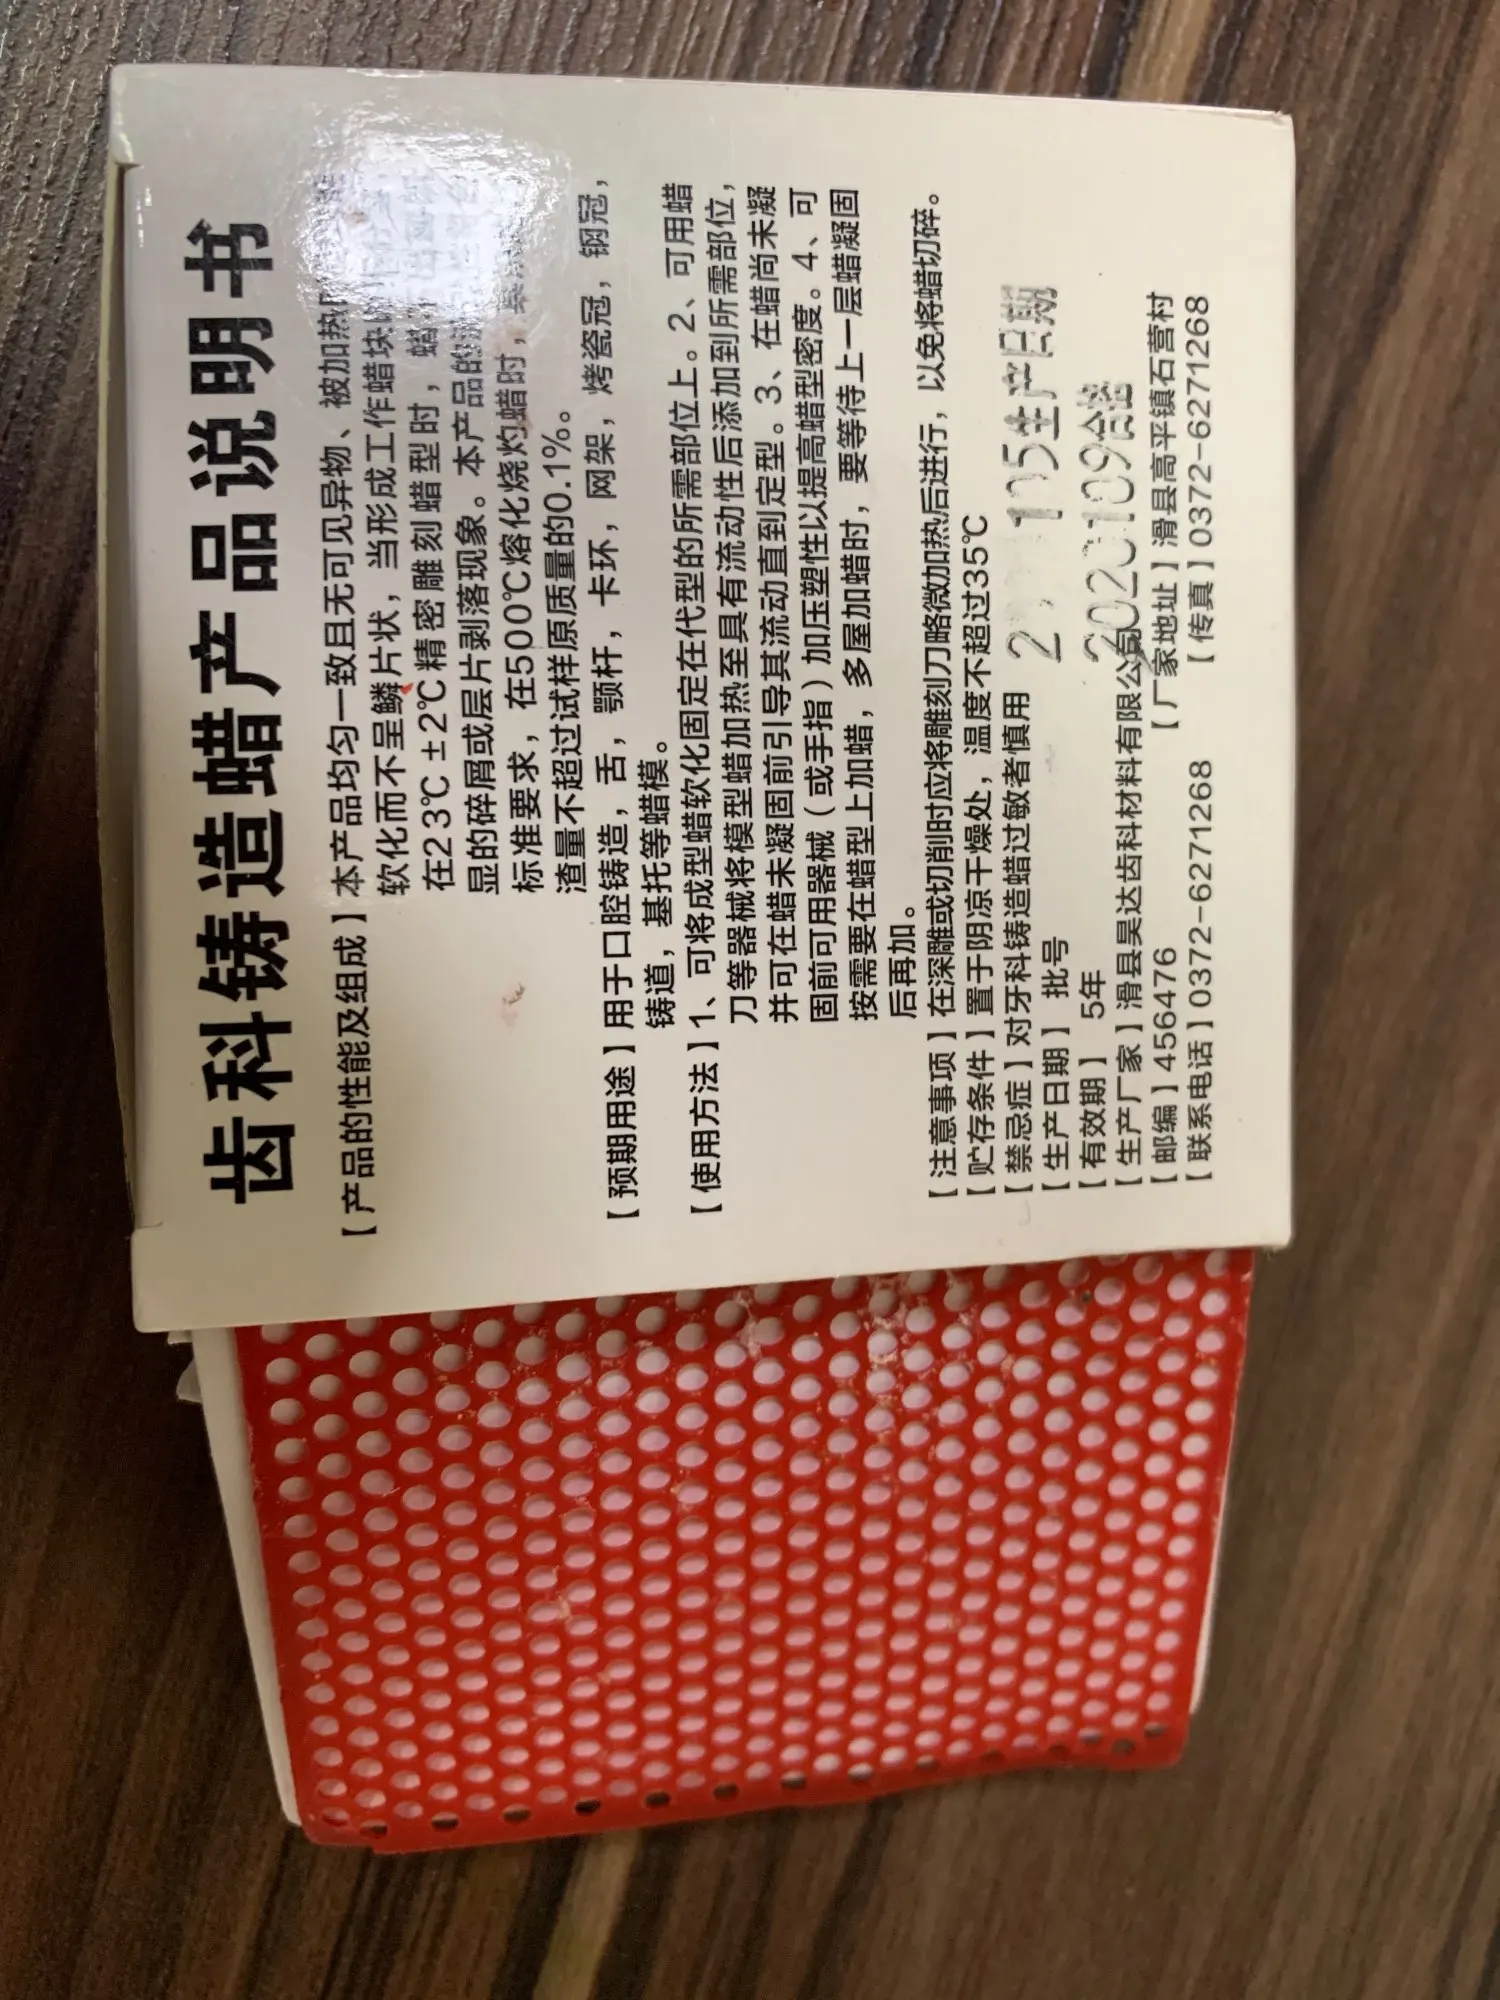 齿科铸造蜡产品说明书
【产品的性能及组成】本产品均匀一致且无可见异物、被加热
软化而不呈鳞片状，当形成工作蜡块
在23℃±2℃精密雕刻蜡型时，蜡
显的碎屑或层片剥落现象。本产品的
标准要求，在500℃熔化烧灼蜡时，
渣量不超过试样原质量的0.1%。
【预期用途】用于口腔铸造，舌，颚杆，卡环，网架，烤瓷冠，钢冠，
铸道，基托等蜡模。
【使用方法】1、可将成型蜡软化固定在代型的所需部位上。2、可用蜡
刀等器械将模型蜡加热至具有流动性后添加到所需部位，
并可在蜡未凝固前引导其流动直到定型。3、在蜡尚未凝
固前可用器械（或手指）加压塑性以提高蜡型密度。4、可
按需要在蜡型上加蜡，多屋加蜡时，要等待上一层蜡凝固
后再加。
【注意事项】在深雕或切削时应将雕刻刀略微加热后进行，以免将蜡切碎。
【贮存条件】置于阴凉干燥处，温度不超过35℃
【禁忌症】对牙科铸造蜡过敏者慎用
【生产日期】 批号 105生产日期
【有效期】 5年 2020109合格
【生产厂家】滑县昊达齿科材料有限公司
【邮编】456476 【厂家地址】滑县高平镇石营村
【联系电话】0372-6271268 【传真】0372-6271268